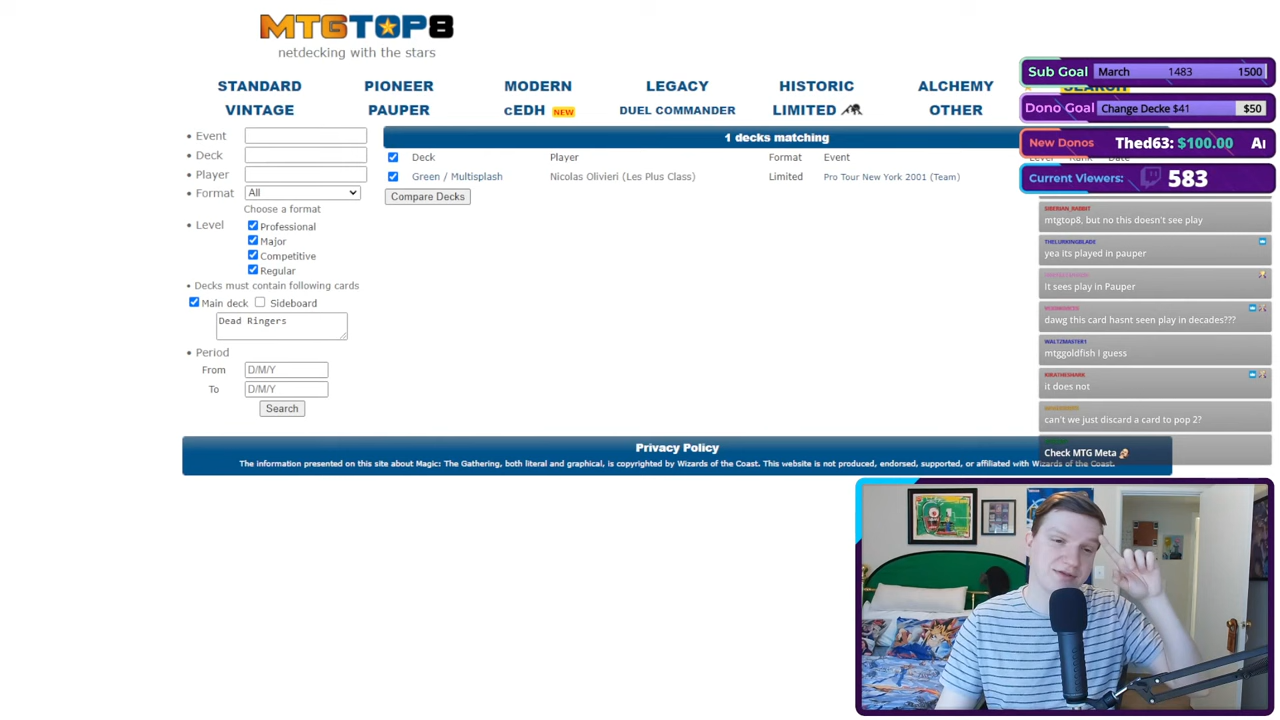 MTGTOP8
netdecking with the stars
STANDARD PIONEER MODERN LEGACY HISTORIC ALCHEMY SEARCH
VINTAGE PAUPER cEDH NEW DUEL COMMANDER LIMITED OTHER
• Event
• Deck
• Player
• Format All
Choose a format
• Level Professional
Major
Competitive
Regular
• Decks must contain following cards
Main deck Sideboard
Dead Ringers
• Period
From D/M/Y
To D/M/Y
Search
1 decks matching
Deck Player Format Event Level Rank Date
Green / Multisplash Nicolas Olivieri (Les Plus Class) Limited Pro Tour New York 2001 (Team)
Compare Decks
Privacy Policy
The information presented on this site about Magic: The Gathering, both literal and graphical, is copyrighted by Wizards of the Coast. This website is not produced, endorsed, supported, or affiliated with Wizards of the Coast.
Sub Goal March 1483 1500
Dono Goal Change Decke $41 $50
New Donos Thed63: $100.00
Current Viewers: 583
SIBERIAN_RABBIT
mtgtop8, but no this doesn't see play
THELURKINGBLADE
yea its played in pauper
It sees play in Pauper
dawg this card hasnt seen play in decades???
WALTZMASTER1
mtggoldfish I guess
KIRATHESHARK
it does not
can't we just discard a card to pop 2?
Check MTG Meta